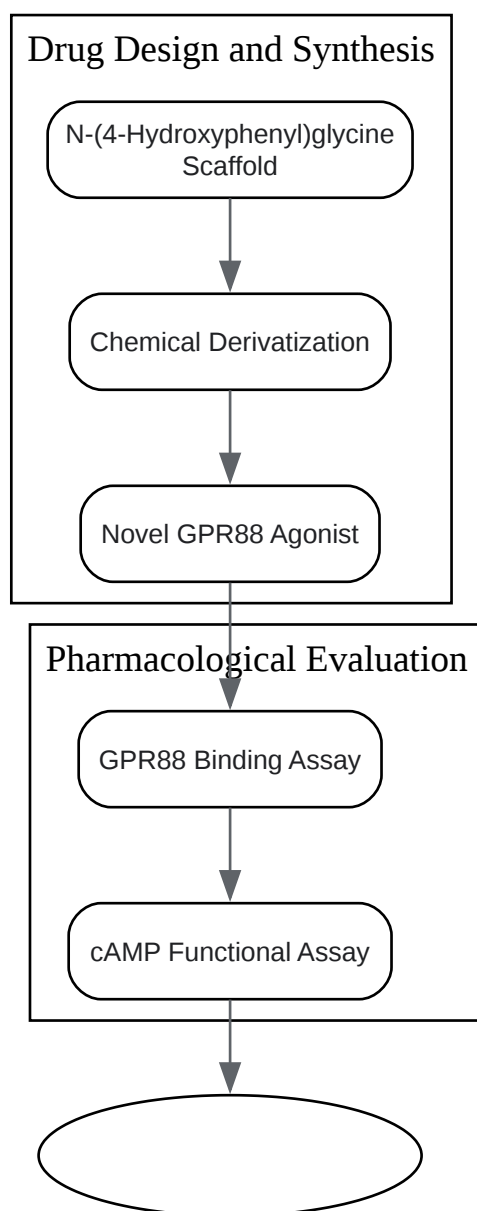 Drug Design and Synthesis
N-(4-Hydroxyphenyl)glycine
Scaffold
Chemical Derivatization
Novel GPR88 Agonist
Pharmacological Evaluation
GPR88 Binding Assay
cAMP Functional Assay